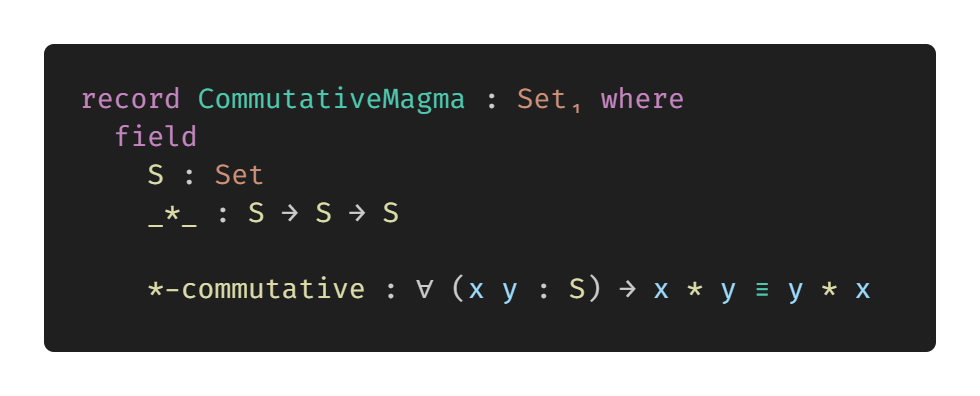 record CommutativeMagma : Set₁ where
field
S : Set
_*_ : S → S → S
*-commutative : ∀ (x y : S) → x * y ≡ y * x